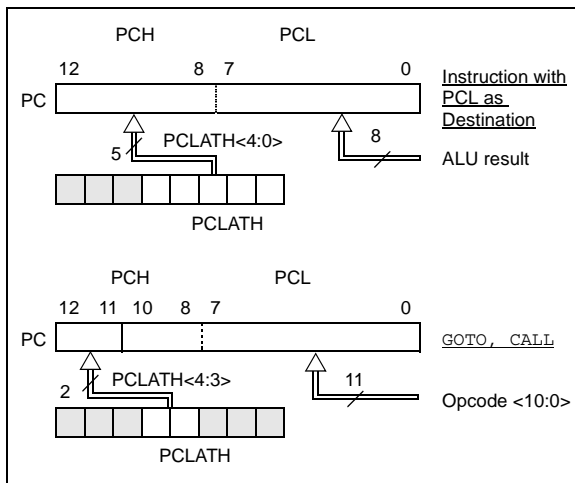 PCH PCL
12 8 7 0
PC
Instruction with
PCL as
Destination
5 PCLATH<4:0>
8
ALU result
PCLATH
PCH PCL
12 11 10 8 7 0
PC
GOTO, CALL
2 PCLATH<4:3>
11
Opcode <10:0>
PCLATH